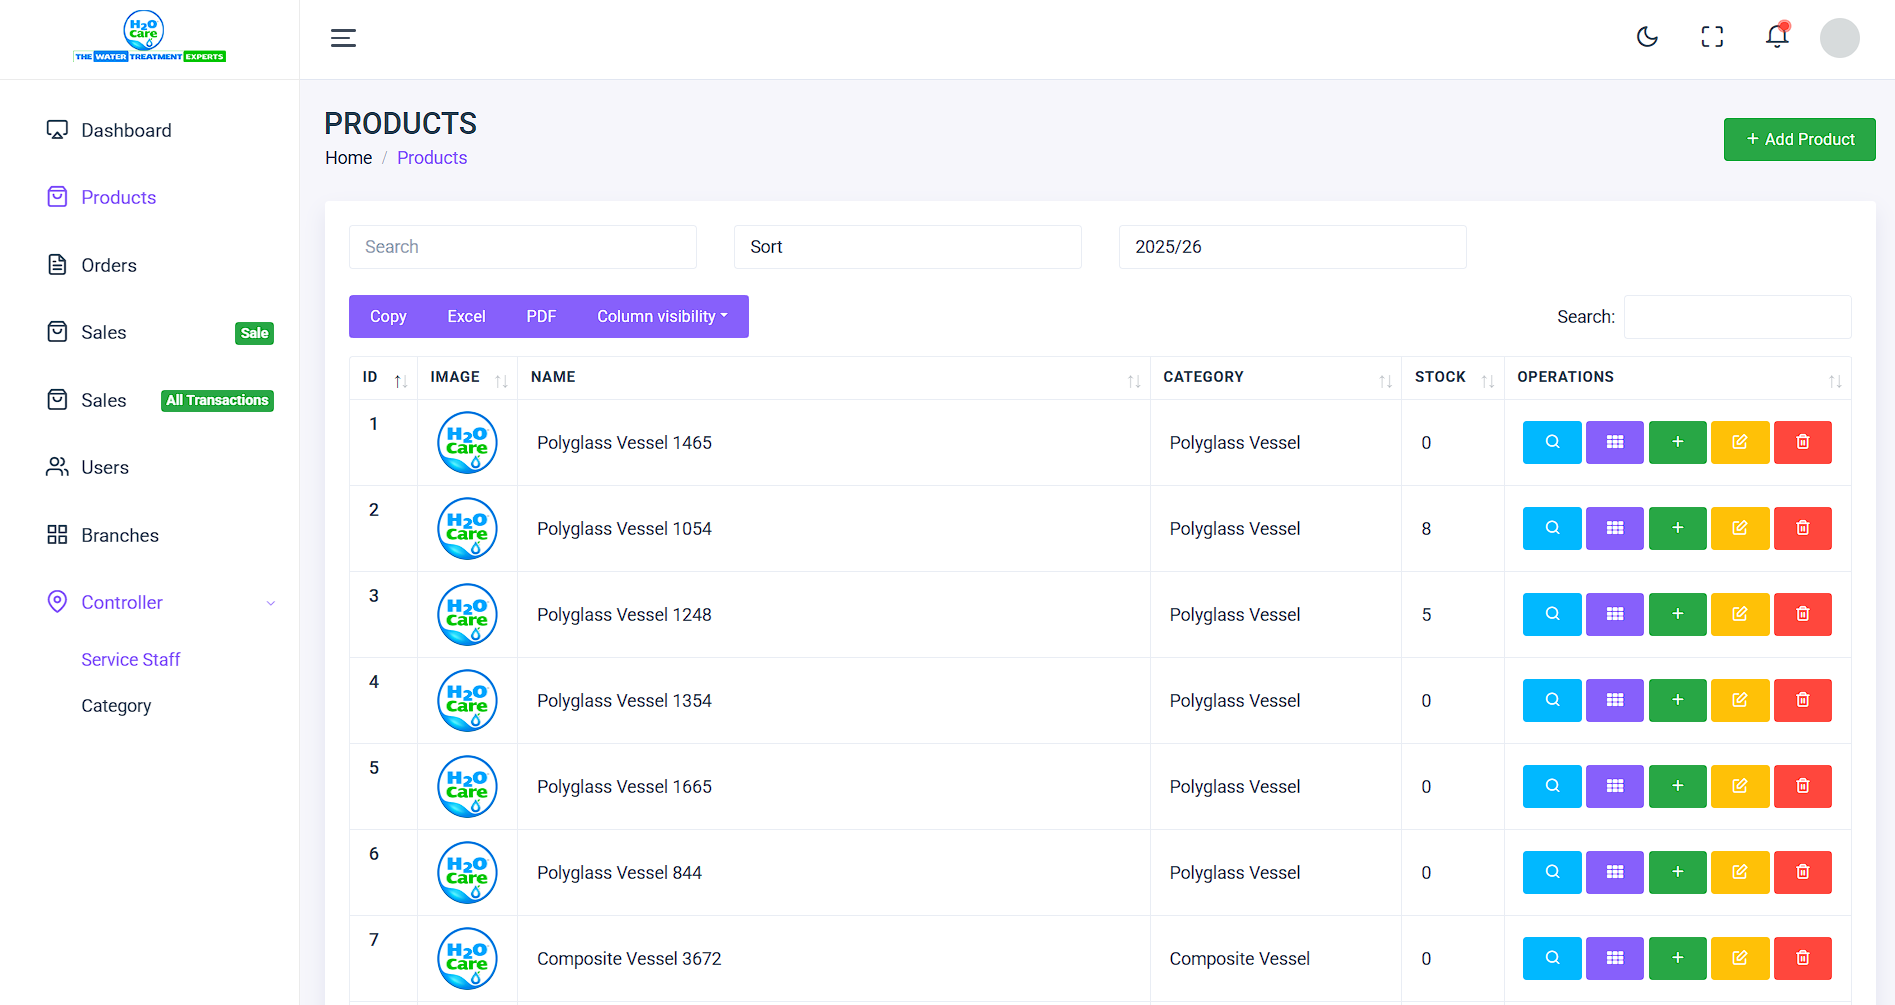 H2O
Care
THE WATER TREATMENT EXPERTS
Dashboard
Products
Orders
Sales Sale
Sales All Transactions
Users
Branches
Controller
Service Staff
Category
PRODUCTS
Home / Products
+ Add Product
Search Sort 2025/26
Copy Excel PDF Column visibility
Search:
ID IMAGE NAME CATEGORY STOCK OPERATIONS
1 H2O Care Polyglass Vessel 1465 Polyglass Vessel 0
2 H2O Care Polyglass Vessel 1054 Polyglass Vessel 8
3 H2O Care Polyglass Vessel 1248 Polyglass Vessel 5
4 H2O Care Polyglass Vessel 1354 Polyglass Vessel 0
5 H2O Care Polyglass Vessel 1665 Polyglass Vessel 0
6 H2O Care Polyglass Vessel 844 Polyglass Vessel 0
7 H2O Care Composite Vessel 3672 Composite Vessel 0